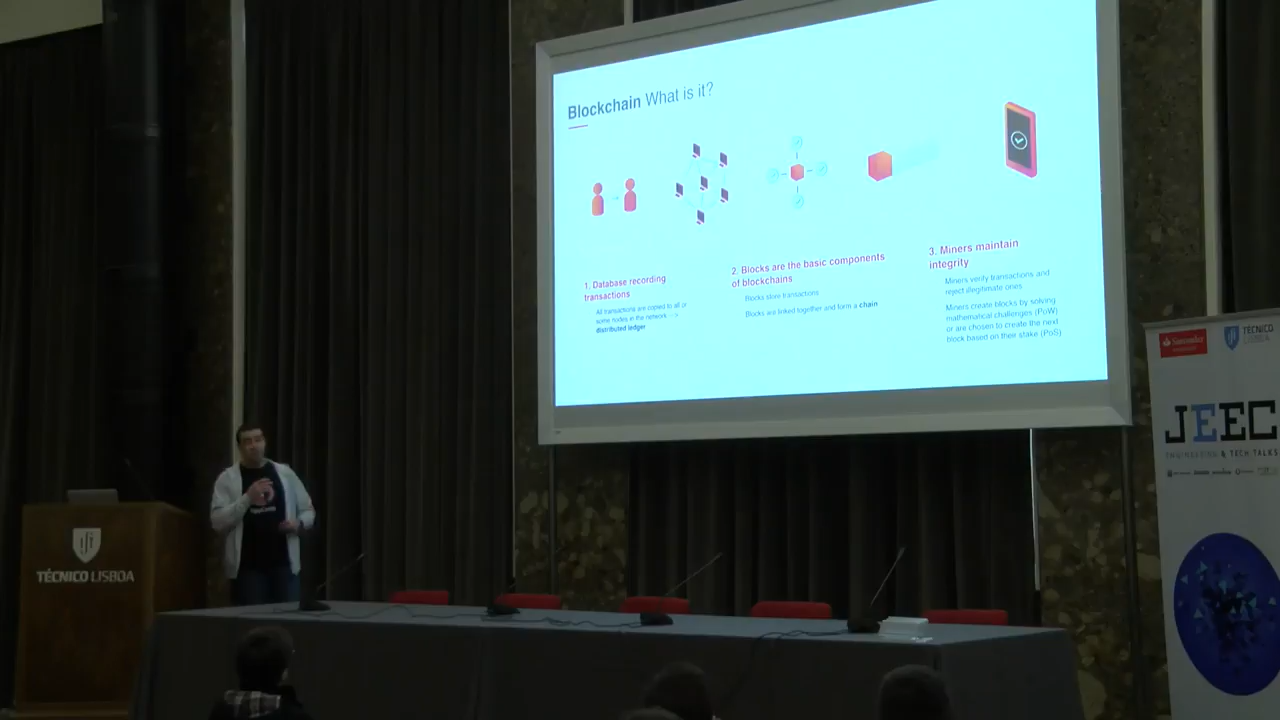 Blockchain What is it?
1. Database recording
transactions
All transactions are copied to all or
some nodes in the network
distributed ledger
2. Blocks are the basic components
of blockchains
Blocks store transactions
Blocks are linked together and form a chain
3. Miners maintain
integrity
Miners verify transactions and
reject illegitimate ones
Miners create blocks by solving
mathematical challenges (PoW)
or are chosen to create the next
block based on their stake (PoS)
TÉCNICO LISBOA
Santander
TÉCNICO
LISBOA
JEEC
ENGINEERING & TECH TALKS